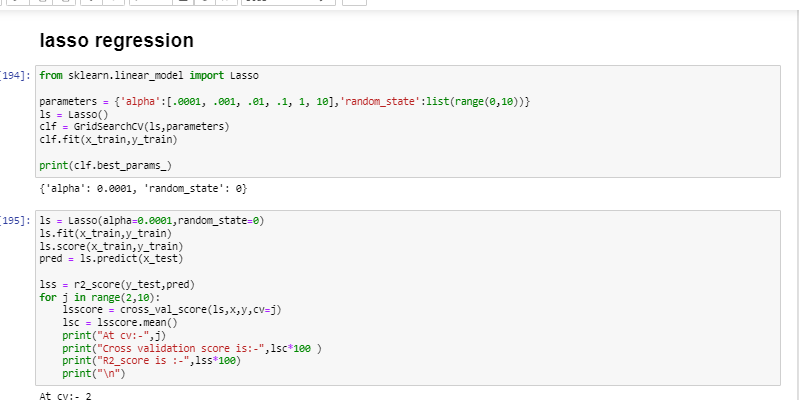 lasso regression
[194]: from sklearn.linear_model import Lasso
parameters = {'alpha':[.0001, .001, .01, .1, 1, 10],'random_state':list(range(0,10))}
ls = Lasso()
clf = GridSearchCV(ls,parameters)
clf.fit(x_train,y_train)
print(clf.best_params_)
{'alpha': 0.0001, 'random_state': 0}
[195]: ls = Lasso(alpha=0.0001,random_state=0)
ls.fit(x_train,y_train)
ls.score(x_train,y_train)
pred = ls.predict(x_test)
lss = r2_score(y_test,pred)
for j in range(2,10):
lsscore = cross_val_score(ls,x,y,cv=j)
lsc = lsscore.mean()
print("At cv:-",j)
print("Cross validation score is:-",lsc*100 )
print("R2_score is :-",lss*100)
print("\n")
At cv:- 2